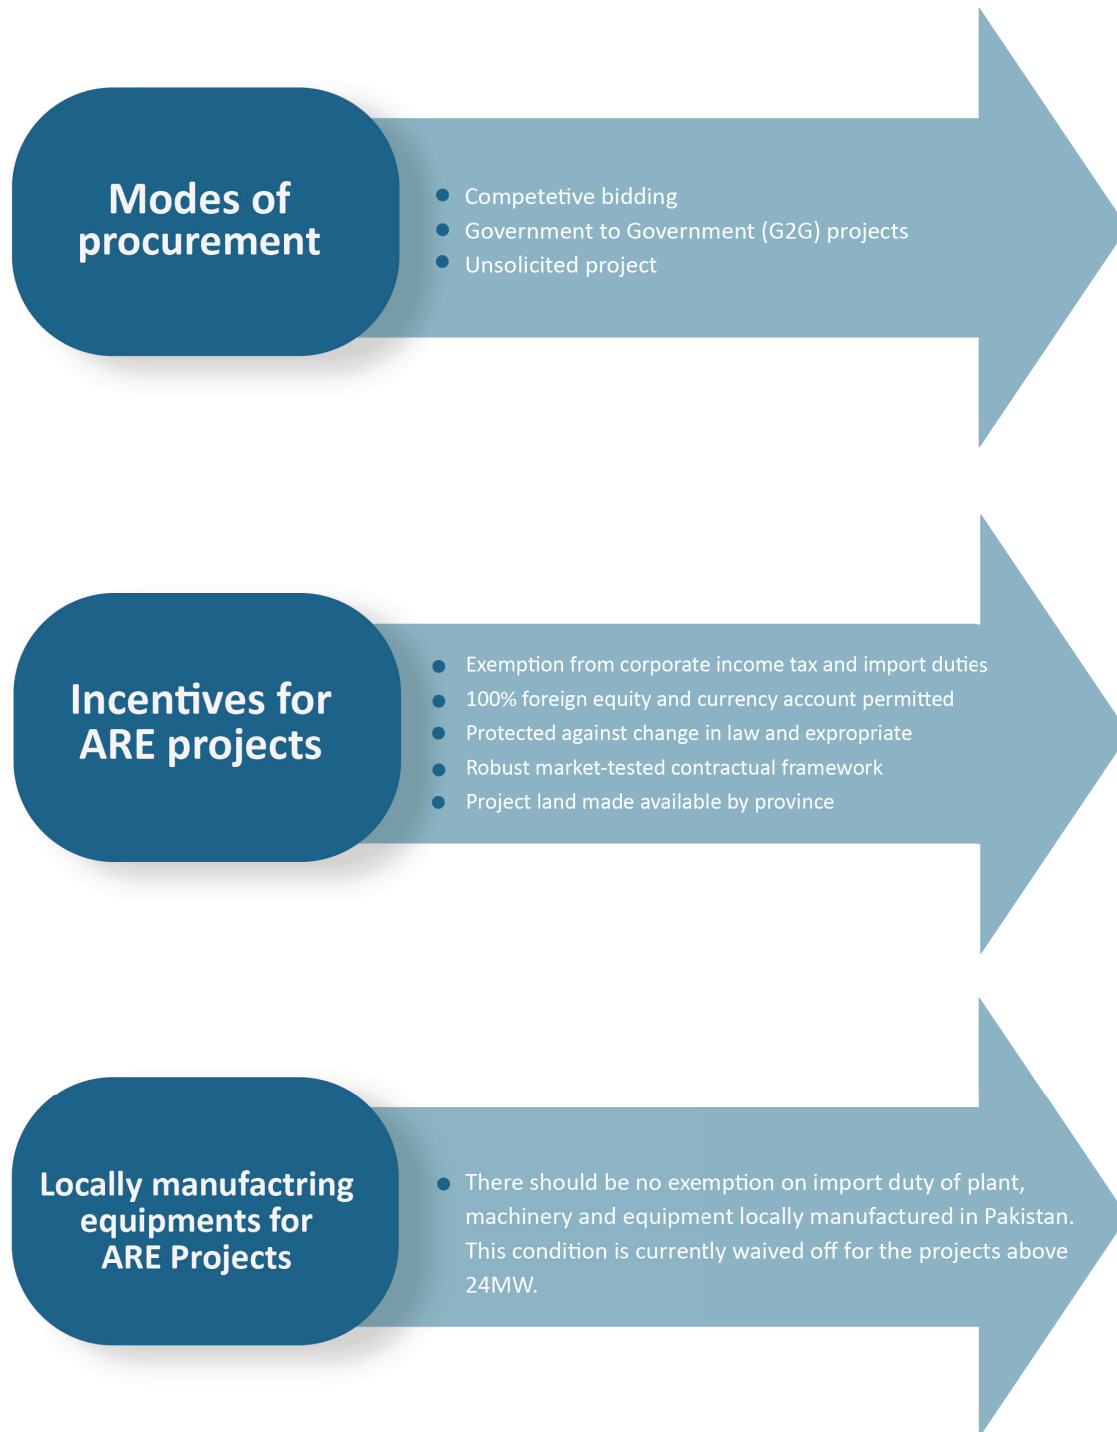 Modes of
procurement
Competetive bidding
Government to Government (G2G) projects
Unsolicited project
Incentives for
ARE projects
Exemption from corporate income tax and import duties
100% foreign equity and currency account permitted
Protected against change in law and expropriate
Robust market-tested contractual framework
Project land made available by province
Locally manufactring
equipments for
ARE Projects
There should be no exemption on import duty of plant,
machinery and equipment locally manufactured in Pakistan.
This condition is currently waived off for the projects above
24MW.